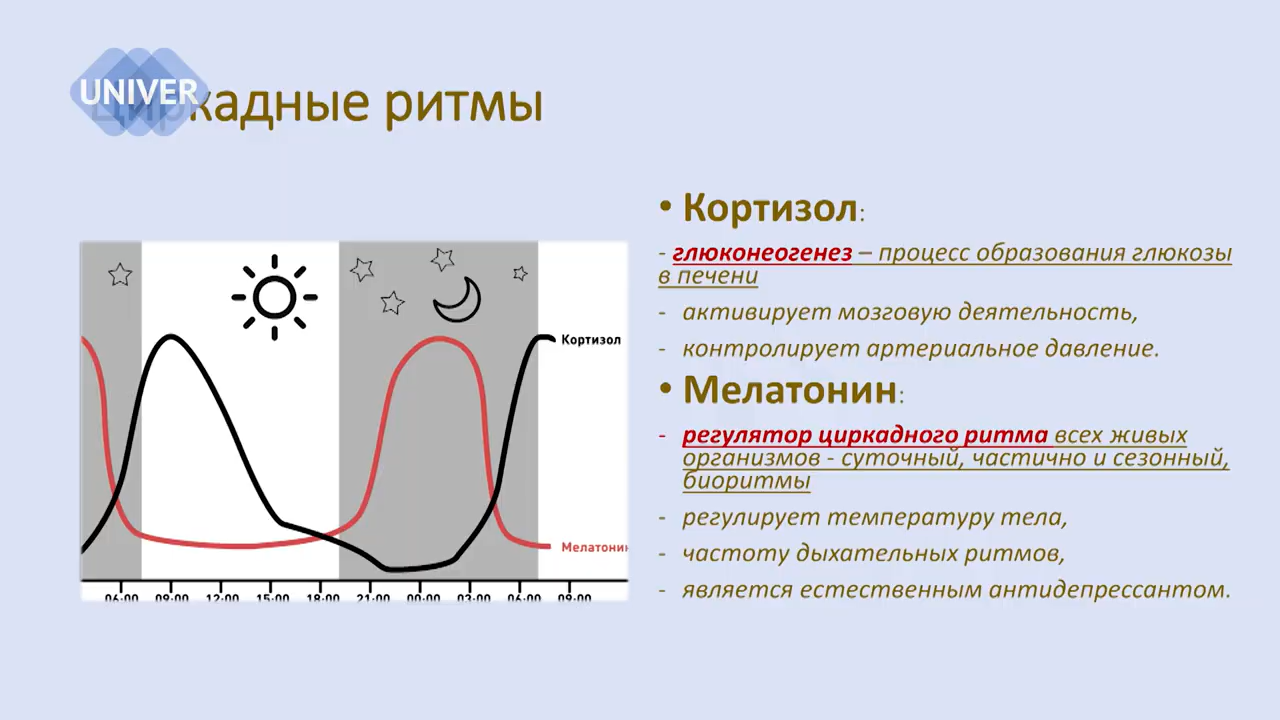 UNIVER
Циркадные ритмы
• Кортизол:
- глюконеогенез – процесс образования глюкозы
в печени
- активирует мозговую деятельность,
- контролирует артериальное давление.
• Мелатонин:
- регулятор циркадного ритма всех живых
организмов - суточный, частично и сезонный,
биоритмы
- регулирует температуру тела,
- частоту дыхательных ритмов,
- является естественным антидепрессантом.
Кортизол
Мелатонин
06:00 09:00 12:00 15:00 18:00 21:00 00:00 03:00 06:00 09:00